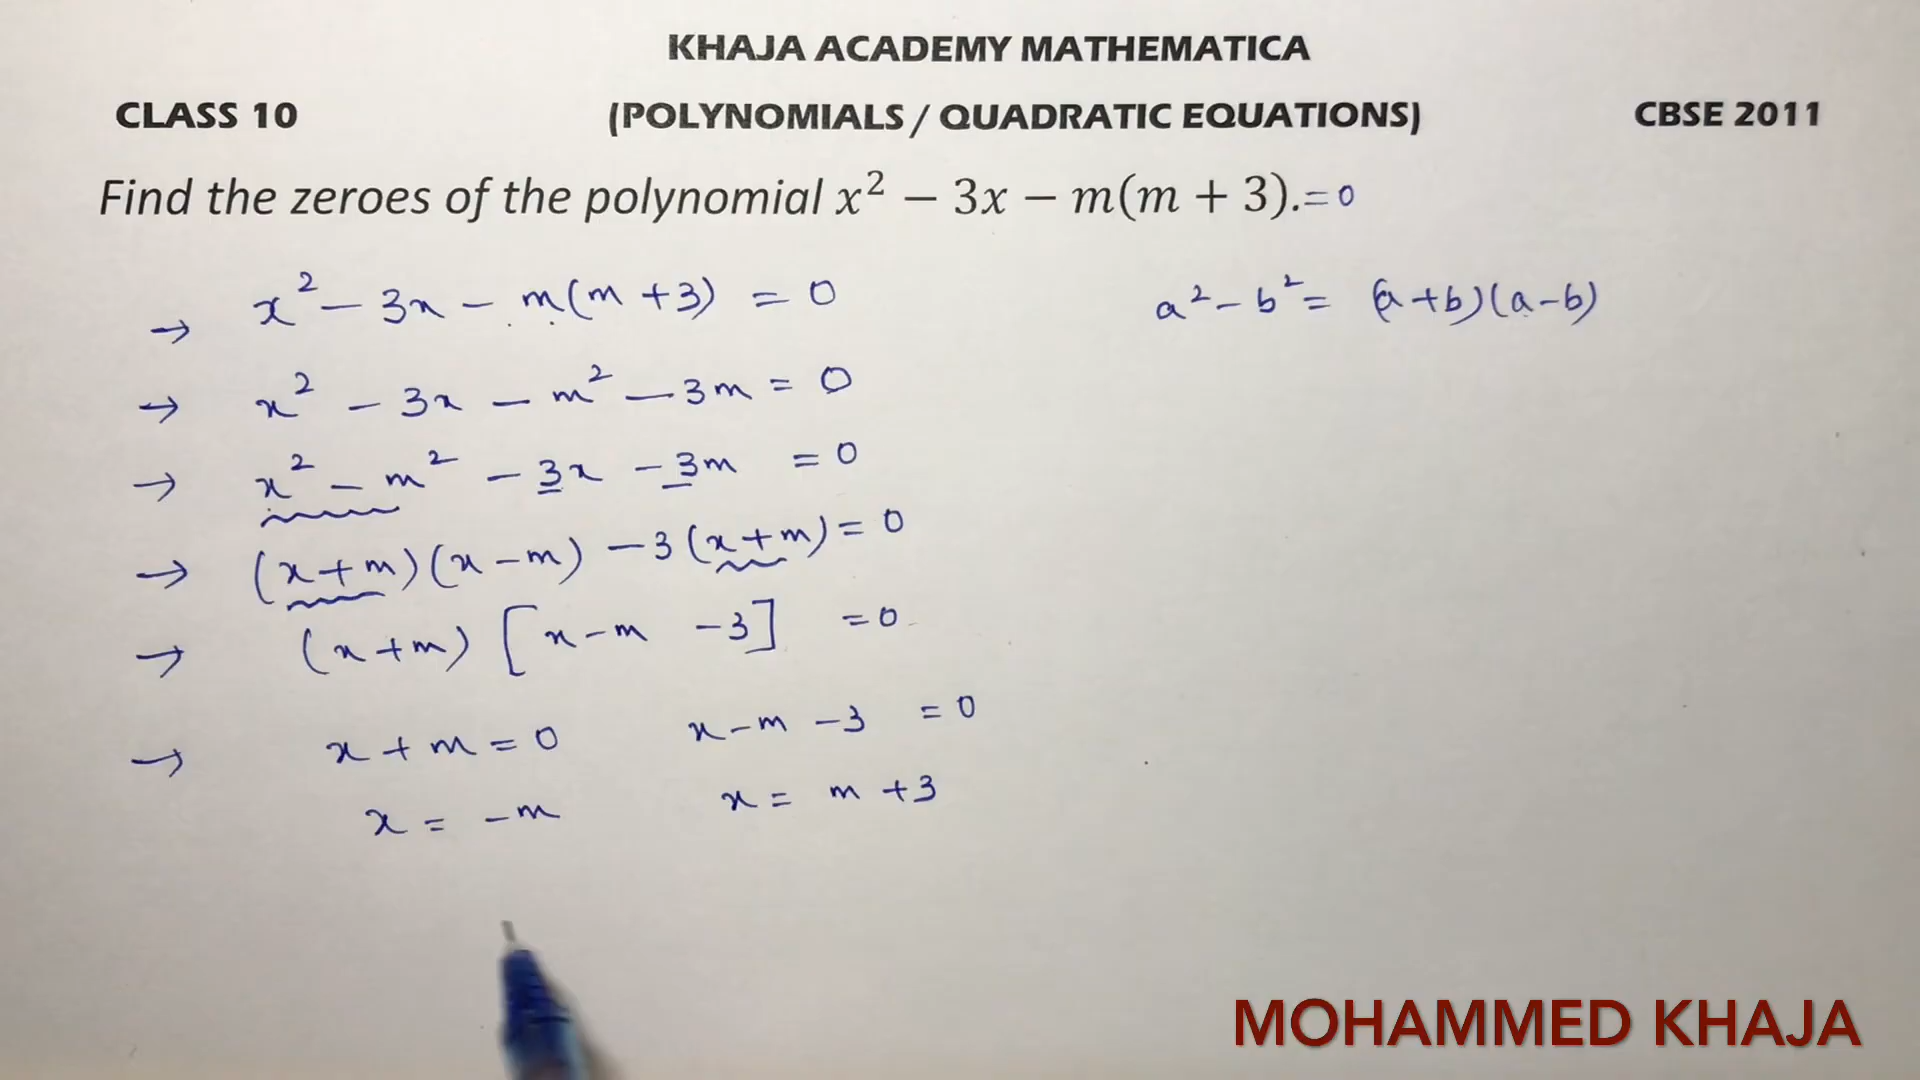 KHAJA ACADEMY MATHEMATICA
CLASS 10 (POLYNOMIALS / QUADRATIC EQUATIONS) CBSE 2011
Find the zeroes of the polynomial x² − 3x − m(m + 3).= 0
→ x² − 3x − m(m + 3) = 0 a² − b² = (a + b)(a − b)
→ x² − 3x − m² − 3m = 0
→ x² − m² − 3x − 3m = 0
→ (x + m)(x − m) − 3(x + m) = 0
→ (x + m) [x − m − 3] = 0
→ x + m = 0 x − m − 3 = 0
x = −m x = m + 3
MOHAMMED KHAJA